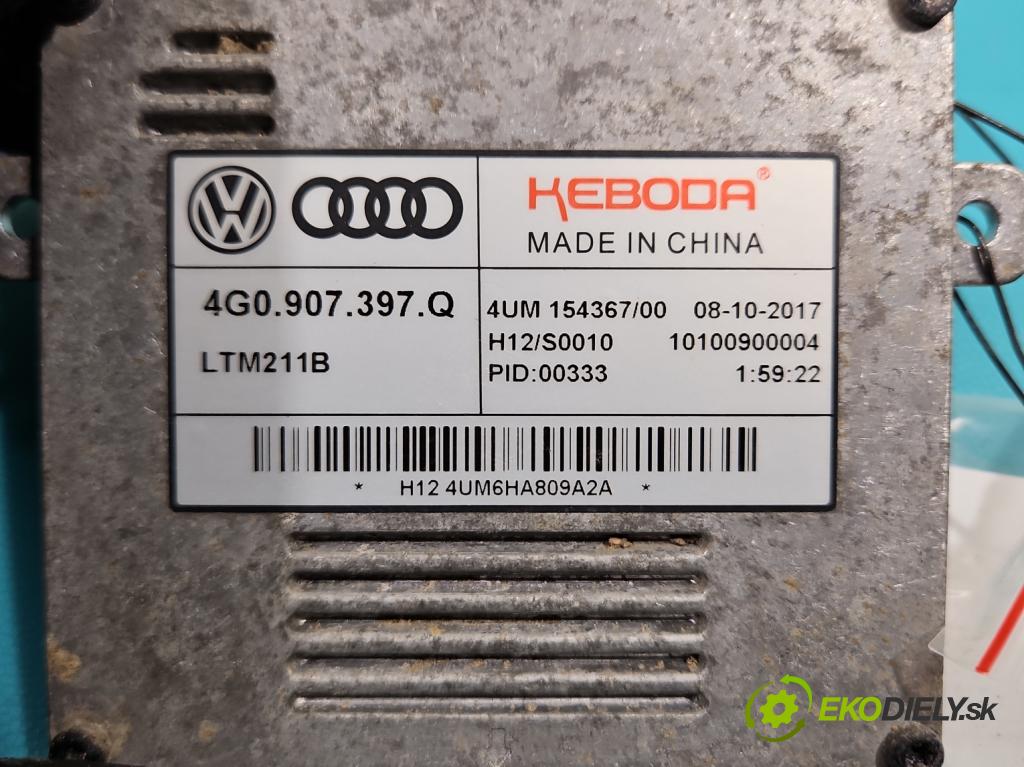 KEBODA®
MADE IN CHINA
4G0.907.397.Q
LTM211B
4UM 154367/00 08-10-2017
H12/S0010 10100900004
PID:00333 1:59:22
* H12 4UM6HA809A2A *
EKODIELY.sk